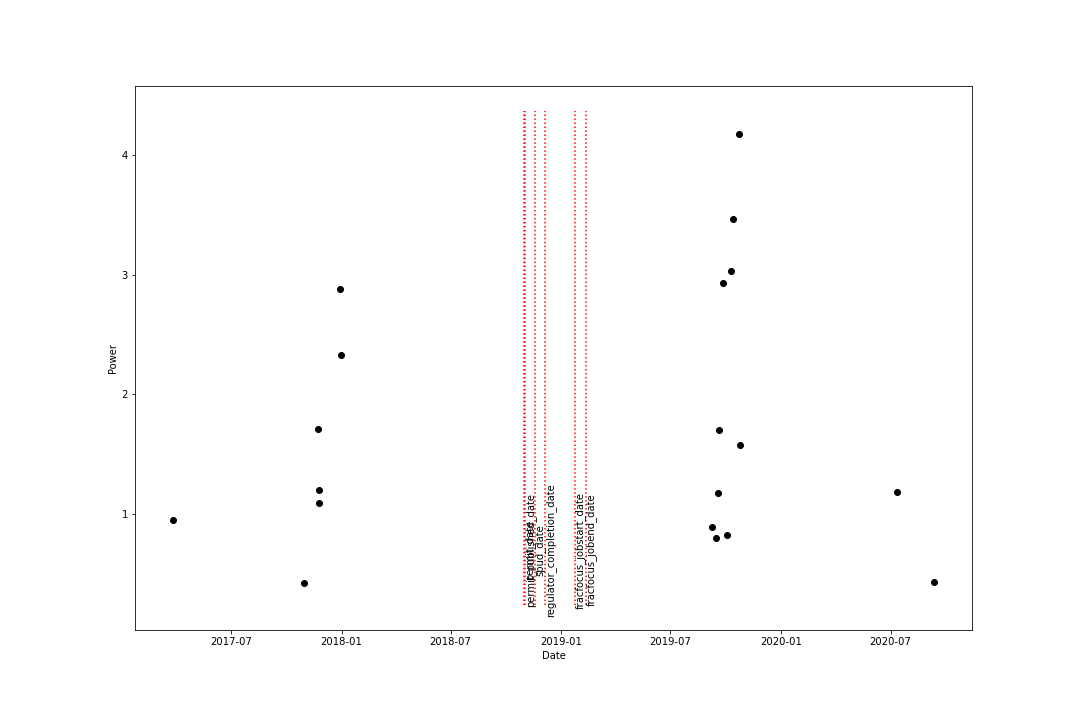 4
3
2
1
Power
spud_date
regulator_completion_date
fracfocus_jobstart_date
fracfocus_jobend_date
2017-07
2018-01
2018-07
2019-01
2019-07
2020-01
2020-07
Date